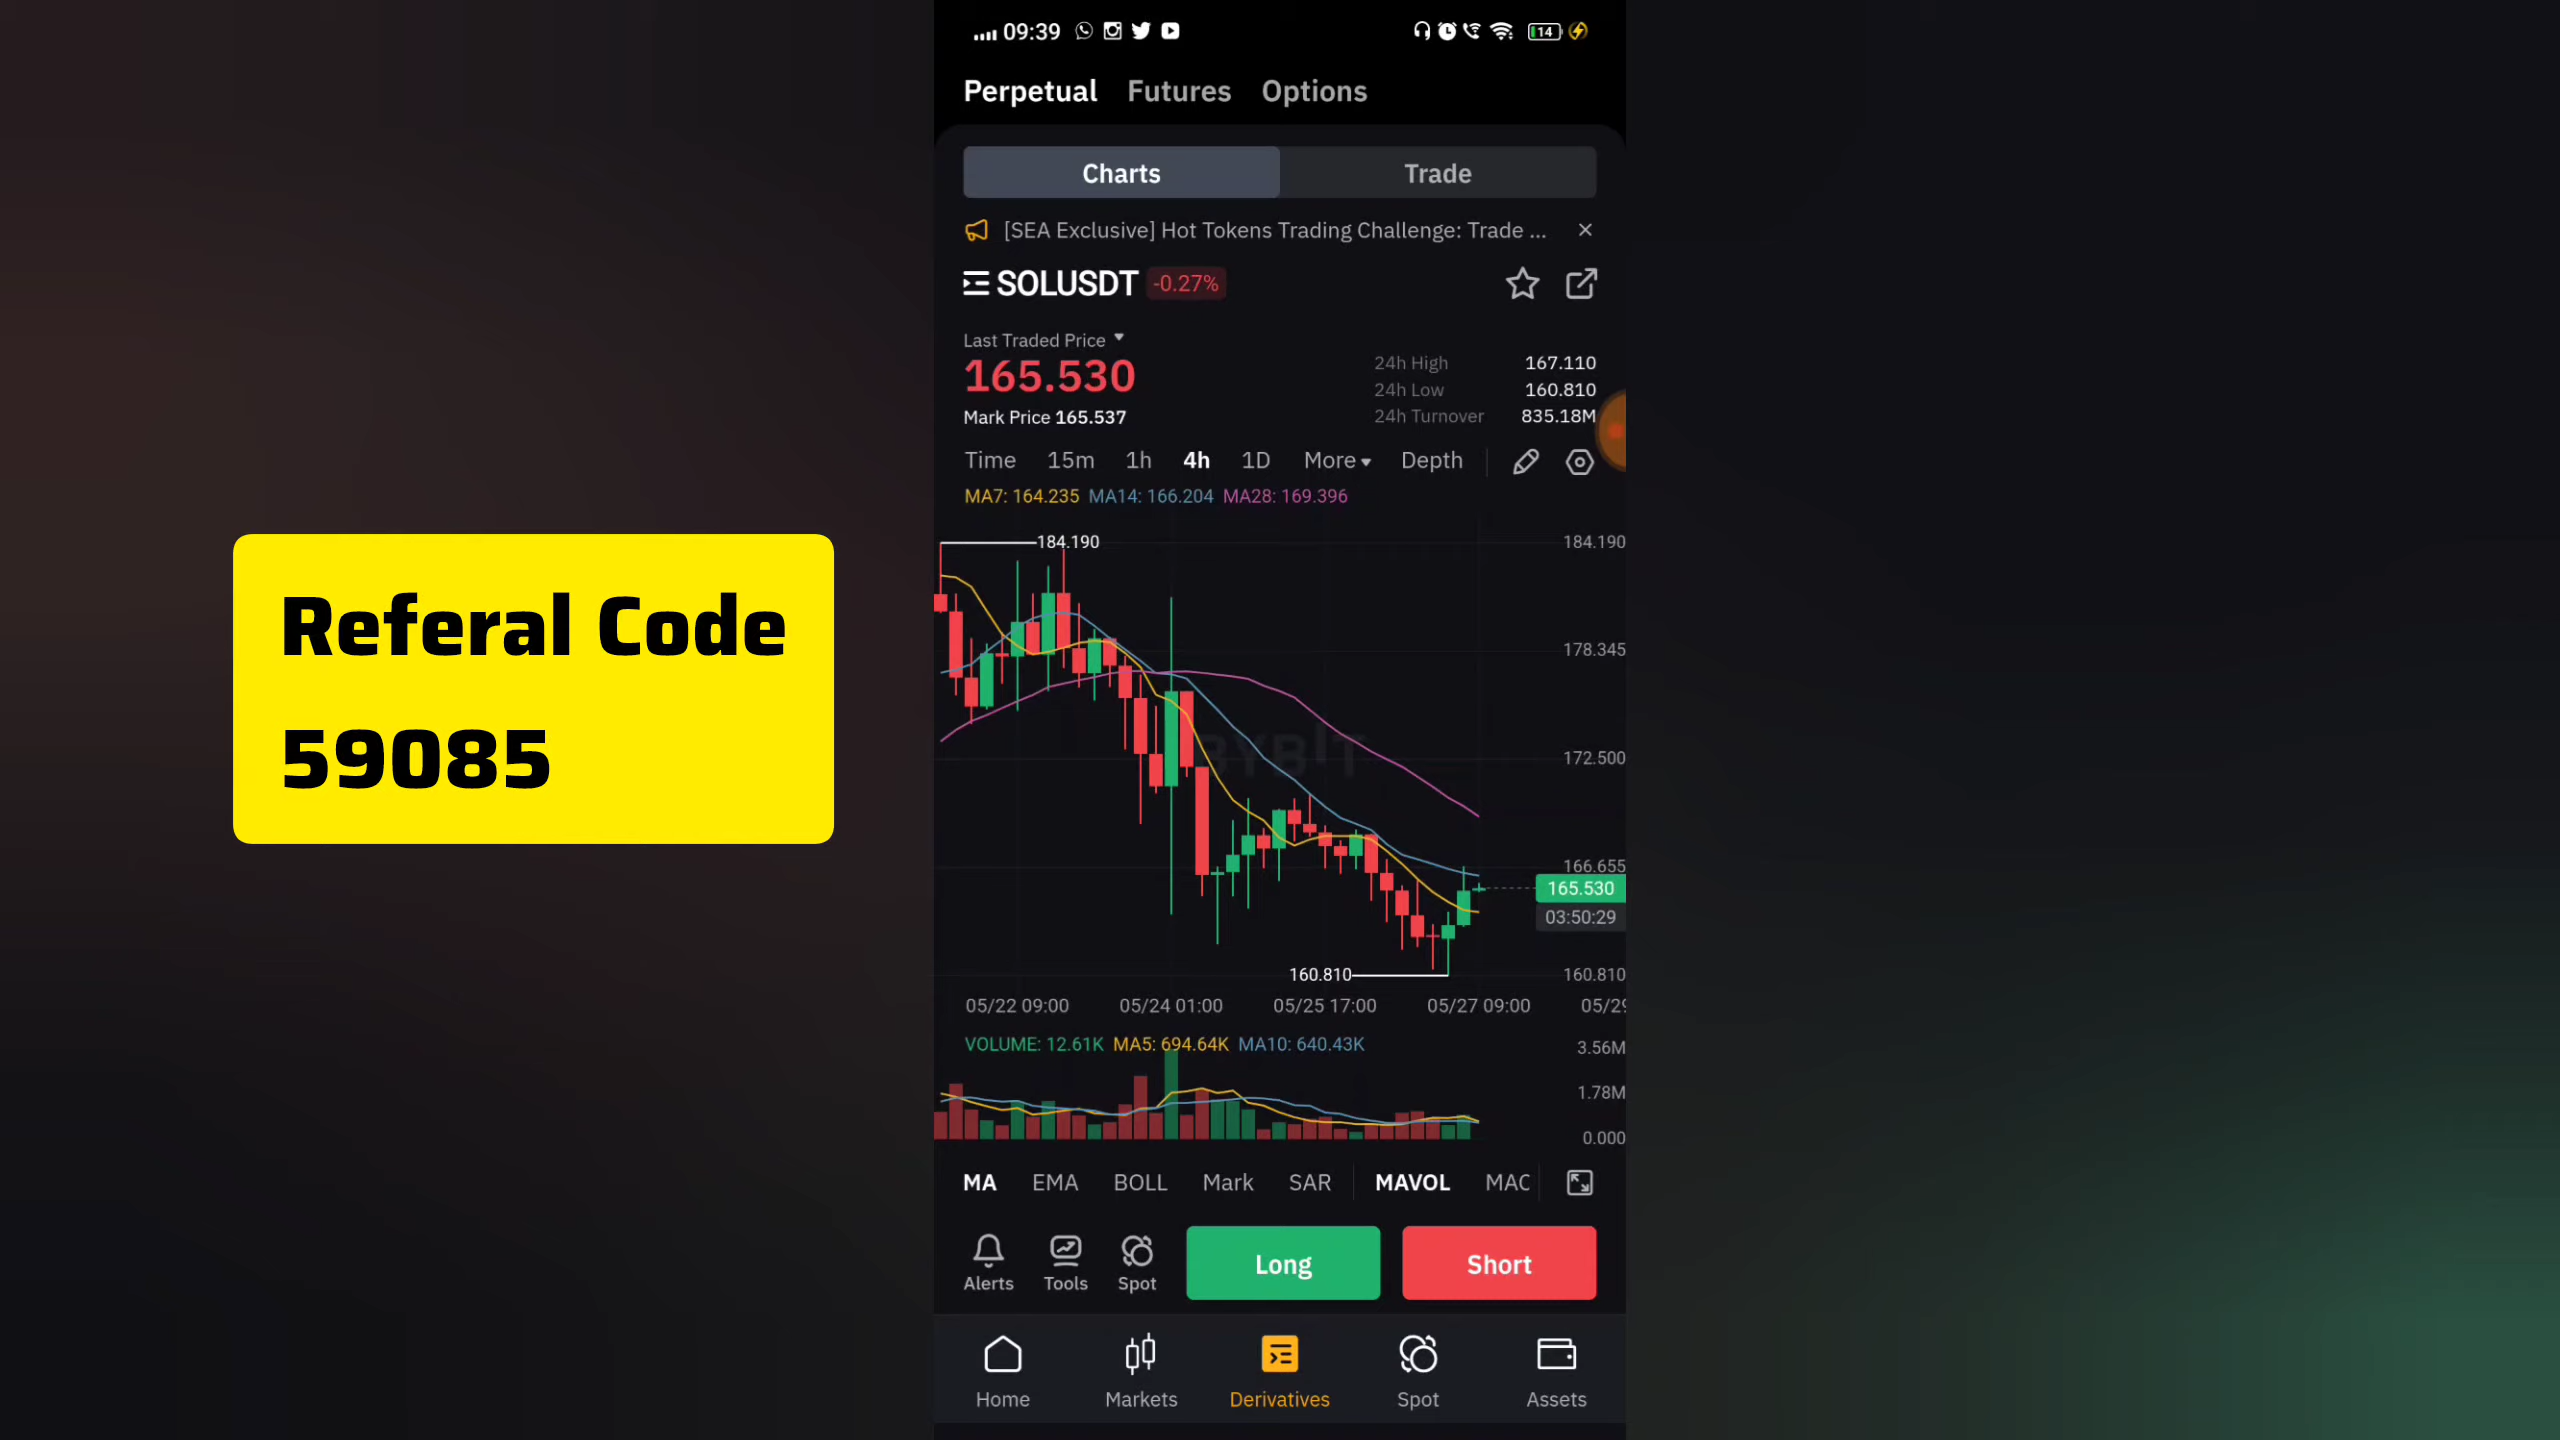 09:39
14
Perpetual Futures Options
Charts Trade
[SEA Exclusive] Hot Tokens Trading Challenge: Trade ...
SOLUSDT -0.27%
Last Traded Price
165.530
Mark Price 165.537
24h High 167.110
24h Low 160.810
24h Turnover 835.18M
Time 15m 1h 4h 1D More Depth
MA7: 164.235 MA14: 166.204 MA28: 169.396
184.190 184.190
178.345
BYBIT
172.500
166.655
165.530
03:50:29
160.810 160.810
05/22 09:00 05/24 01:00 05/25 17:00 05/27 09:00 05/29
VOLUME: 12.61K MA5: 694.64K MA10: 640.43K
3.56M
1.78M
0.000
MA EMA BOLL Mark SAR MAVOL MAC
Alerts Tools Spot Long Short
Home Markets Derivatives Spot Assets
Referal Code
59085